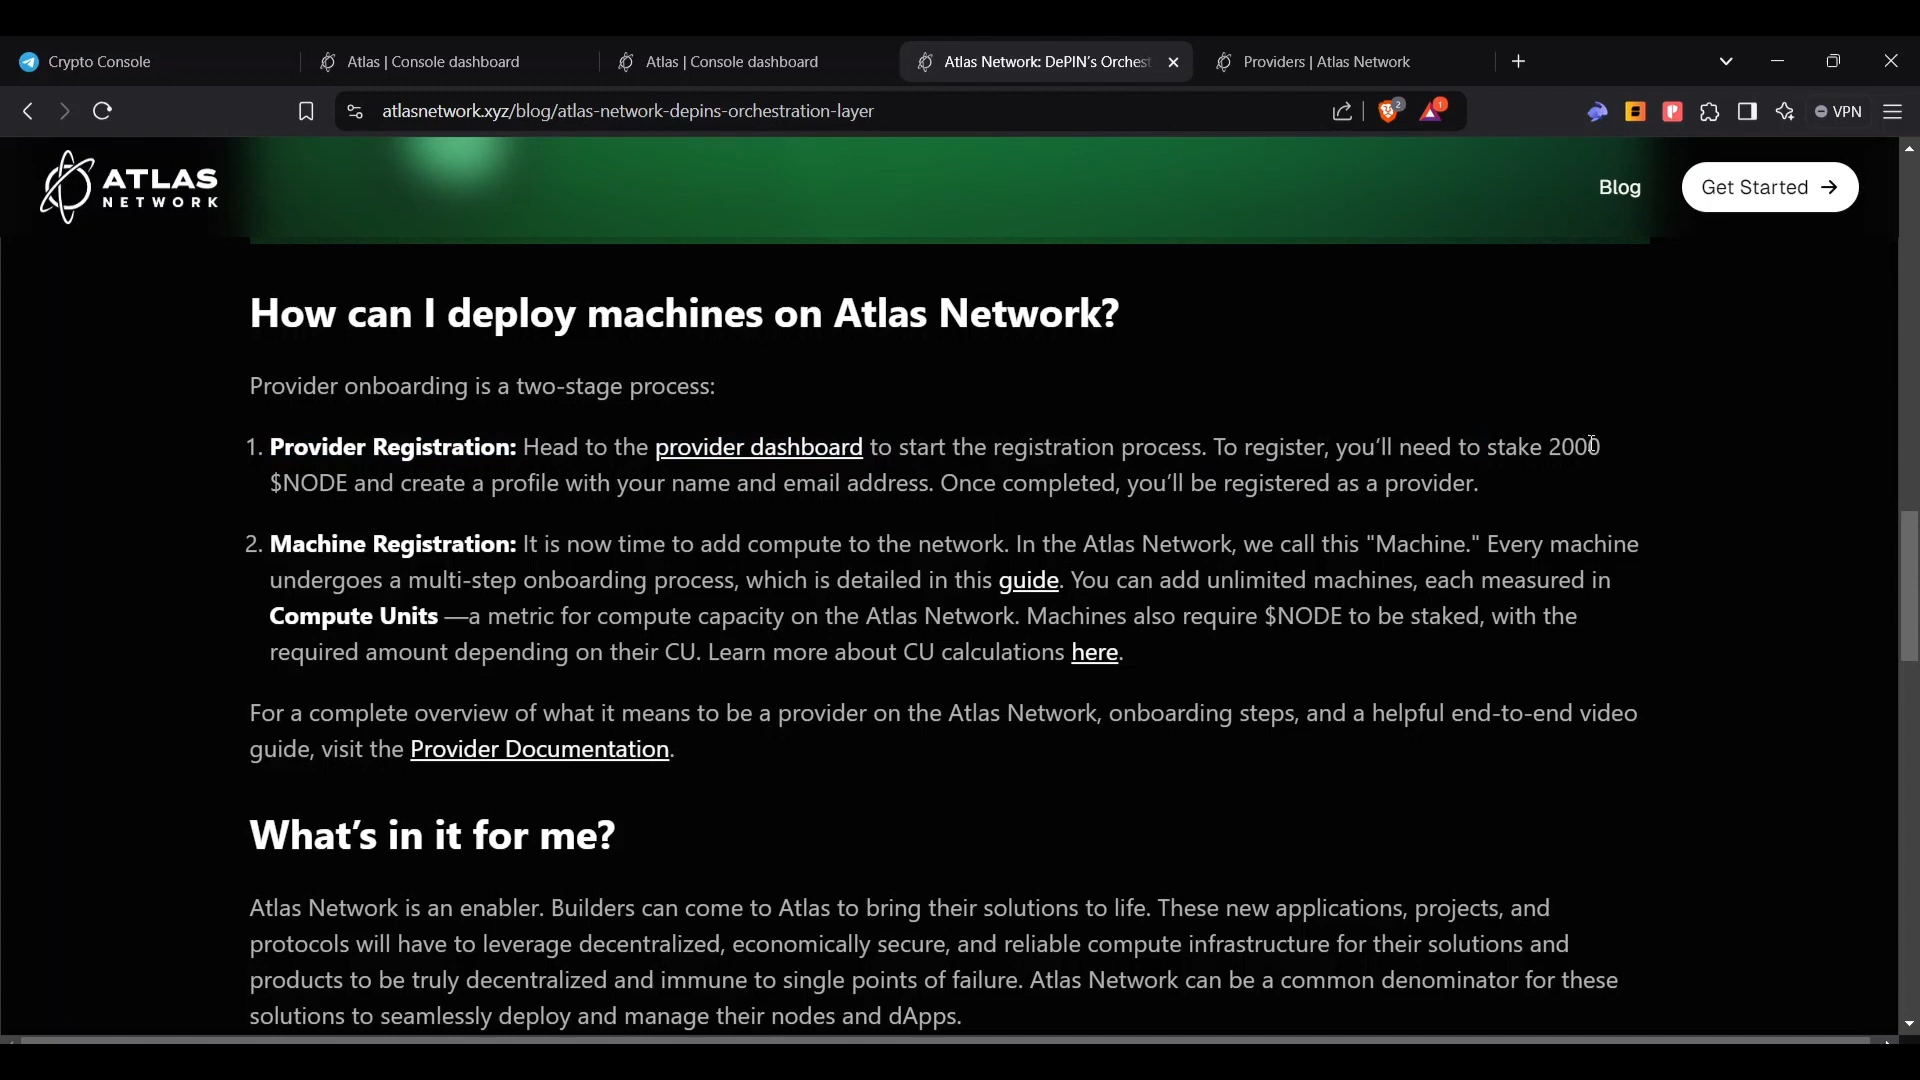 Crypto Console
Atlas | Console dashboard
Atlas | Console dashboard
Atlas Network: DePIN's Orchest
Providers | Atlas Network
atlasnetwork.xyz/blog/atlas-network-depins-orchestration-layer
2
1
VPN
ATLAS
NETWORK
Blog
Get Started →
How can I deploy machines on Atlas Network?
Provider onboarding is a two-stage process:
1. Provider Registration: Head to the provider dashboard to start the registration process. To register, you'll need to stake 2000
$NODE and create a profile with your name and email address. Once completed, you'll be registered as a provider.
2. Machine Registration: It is now time to add compute to the network. In the Atlas Network, we call this "Machine." Every machine
undergoes a multi-step onboarding process, which is detailed in this guide. You can add unlimited machines, each measured in
Compute Units —a metric for compute capacity on the Atlas Network. Machines also require $NODE to be staked, with the
required amount depending on their CU. Learn more about CU calculations here.
For a complete overview of what it means to be a provider on the Atlas Network, onboarding steps, and a helpful end-to-end video
guide, visit the Provider Documentation.
What's in it for me?
Atlas Network is an enabler. Builders can come to Atlas to bring their solutions to life. These new applications, projects, and
protocols will have to leverage decentralized, economically secure, and reliable compute infrastructure for their solutions and
products to be truly decentralized and immune to single points of failure. Atlas Network can be a common denominator for these
solutions to seamlessly deploy and manage their nodes and dApps.